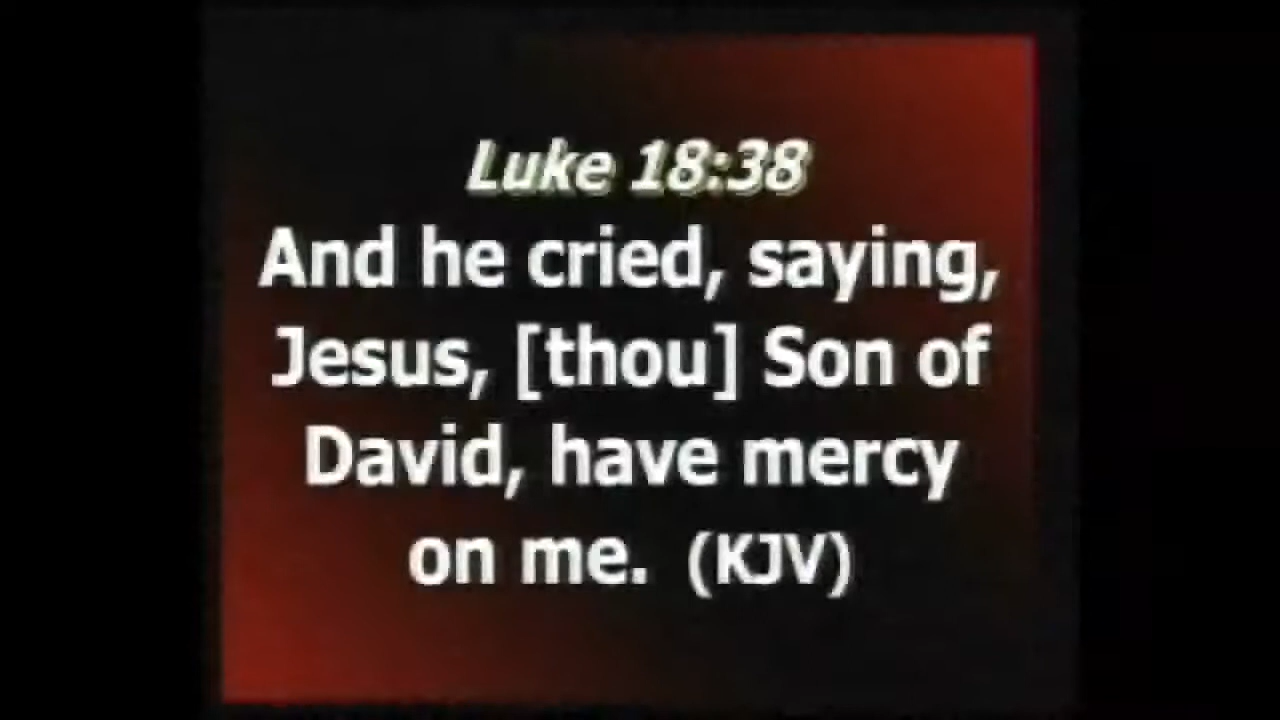 Luke 18:38
And he cried, saying,
Jesus, [thou] Son of
David, have mercy
on me. (KJV)